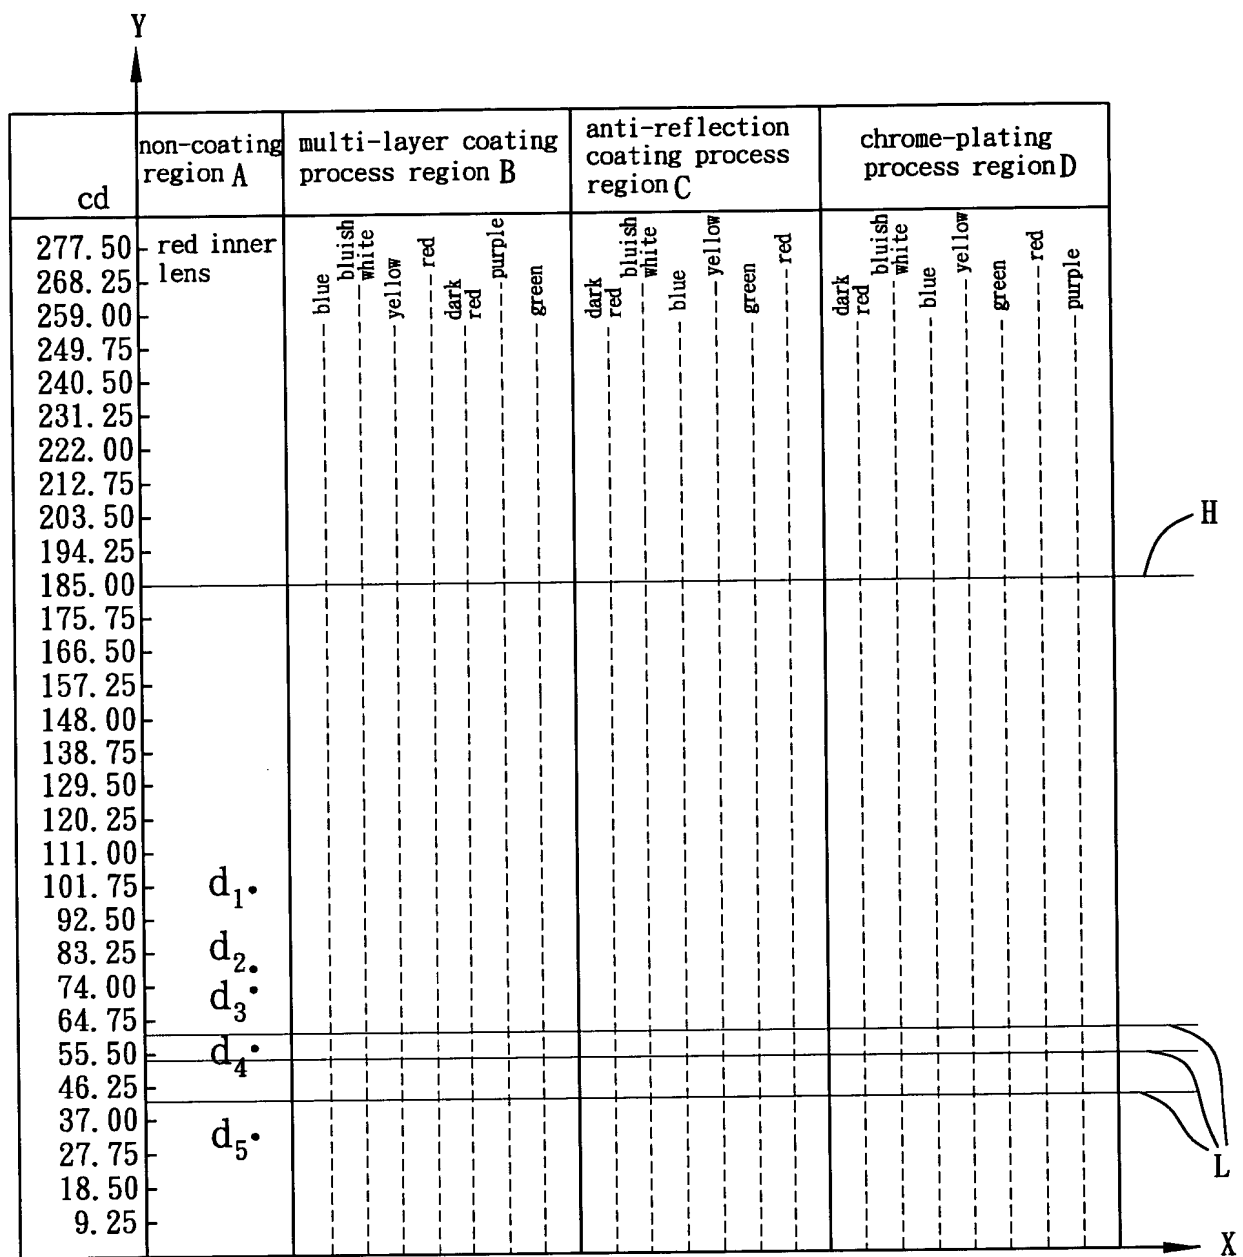 Y
cd
non-coating
region A
multi-layer coating
process region B
anti-reflection
coating process
region C
chrome-plating
process region D
red inner
lens
blue
bluish
white
yellow
red
dark
red
purple
green
dark
red
bluish
white
blue
yellow
green
red
dark
red
bluish
white
blue
yellow
green
red
purple
277.50
268.25
259.00
249.75
240.50
231.25
222.00
212.75
203.50
194.25
185.00
175.75
166.50
157.25
148.00
138.75
129.50
120.25
111.00
101.75
92.50
83.25
74.00
64.75
55.50
46.25
37.00
27.75
18.50
9.25
d1
d2
d3
d4
d5
H
L
X